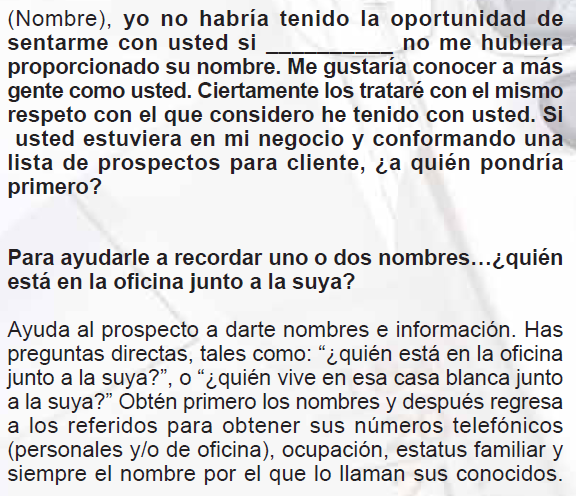 (Nombre), yo no habría tenido la oportunidad de
sentarme con usted si ___________ no me hubiera
proporcionado su nombre. Me gustaría conocer a más
gente como usted. Ciertamente los trataré con el mismo
respeto con el que considero he tenido con usted. Si
usted estuviera en mi negocio y conformando una
lista de prospectos para cliente, ¿a quién pondría
primero?
Para ayudarle a recordar uno o dos nombres…¿quién
está en la oficina junto a la suya?
Ayuda al prospecto a darte nombres e información. Has
preguntas directas, tales como: “¿quién está en la oficina
junto a la suya?”, o “¿quién vive en esa casa blanca junto
a la suya?” Obtén primero los nombres y después regresa
a los referidos para obtener sus números telefónicos
(personales y/o de oficina), ocupación, estatus familiar y
siempre el nombre por el que lo llaman sus conocidos.